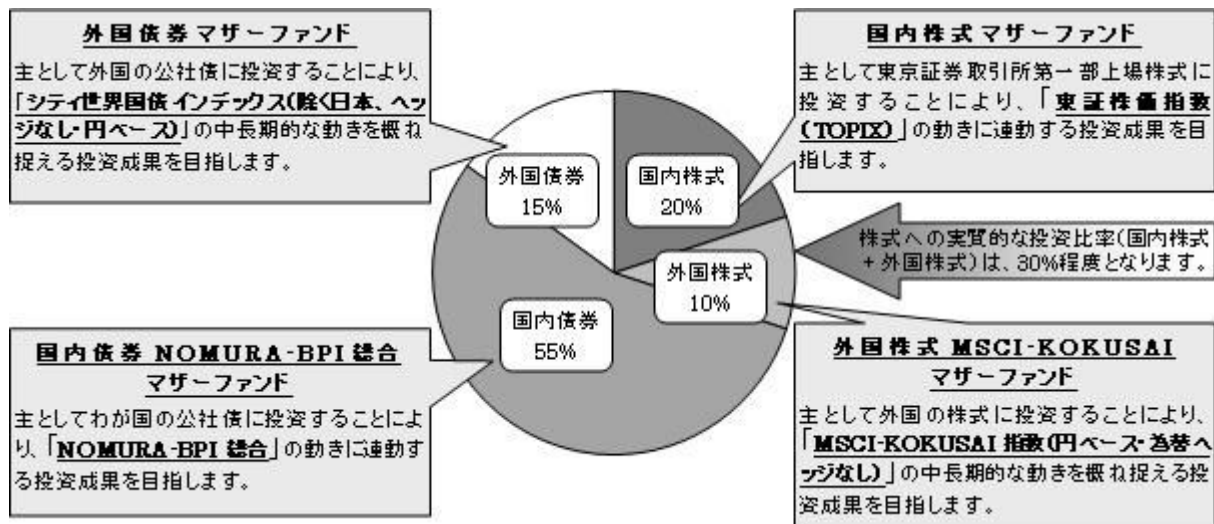 外国債券マザーファンド
主として外国の公社債に投資することにより、
「シティ世界国債インデックス(除く日本、ヘッ
ジなし・円ベース)」の中長期的な動きを概ね
捉える投資成果を目指します。
国内株式マザーファンド
主として東京証券取引所第一部上場株式に
投資することにより、「東証株価指数
(TOPIX)」の動きに連動する投資成果を目
指します。
外国債券
15%
国内株式
20%
株式への実質的な投資比率(国内株式
+外国株式)は、30%程度となります。
外国株式
10%
国内債券
55%
国内債券 NOMURA-BPI 総合
マザーファンド
主としてわが国の公社債に投資することによ
り、「NOMURA-BPI 総合」の動きに連動す
る投資成果を目指します。
外国株式 MSCI-KOKUSAI
マザーファンド
主として外国の株式に投資することにより、
「MSCI-KOKUSAI 指数(円ベース・為替ヘ
ッジなし)」の中長期的な動きを概ね捉える投
資成果を目指します。